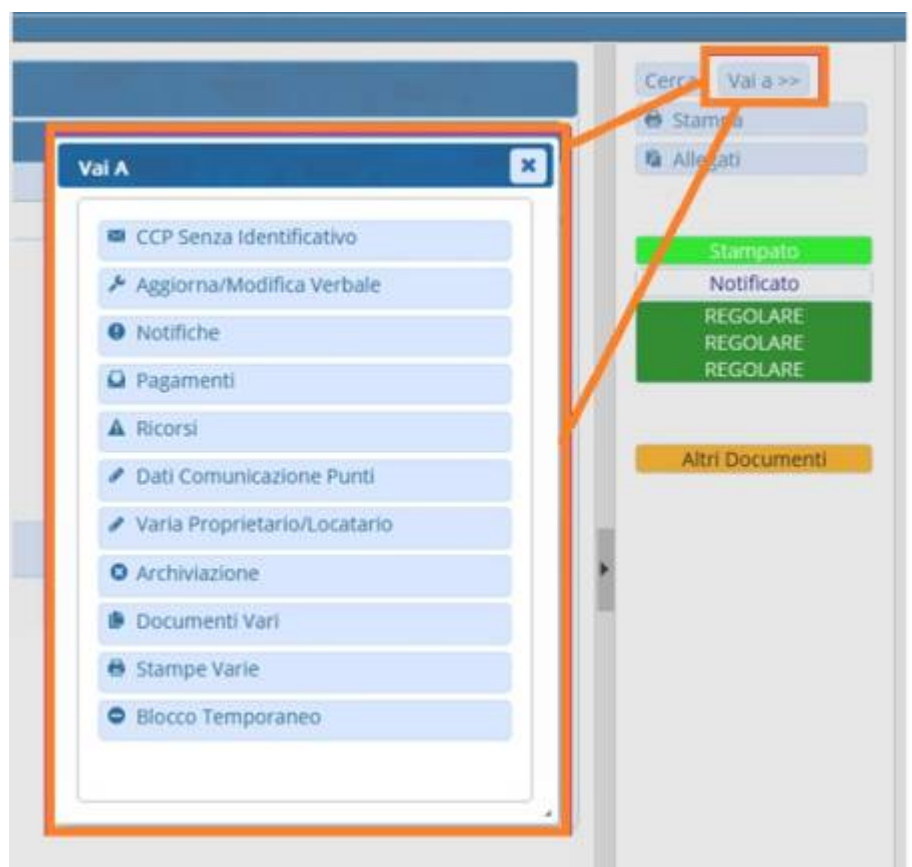 Cerca
Vai a >>
Stampa
Allegati
Vai A
CCP Senza Identificativo
Aggiorna/Modifica Verbale
Notifiche
Pagamenti
Ricorsi
Dati Comunicazione Punti
Varia Proprietario/Locatario
Archiviazione
Documenti Vari
Stampe Varie
Blocco Temporaneo
Stampato
Notificato
REGOLARE
REGOLARE
REGOLARE
Altri Documenti